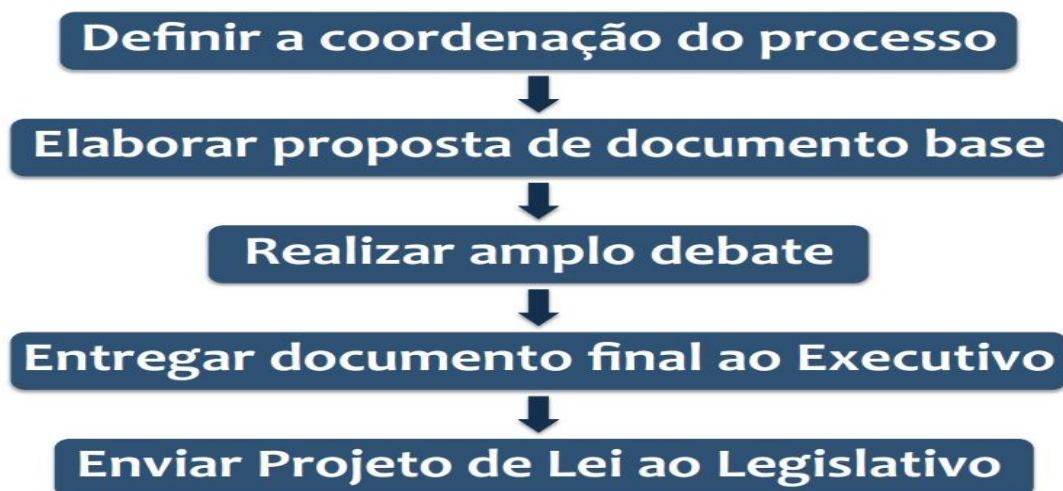 Definir a coordenação do processo
Elaborar proposta de documento base
Realizar amplo debate
Entregar documento final ao Executivo
Enviar Projeto de Lei ao Legislativo